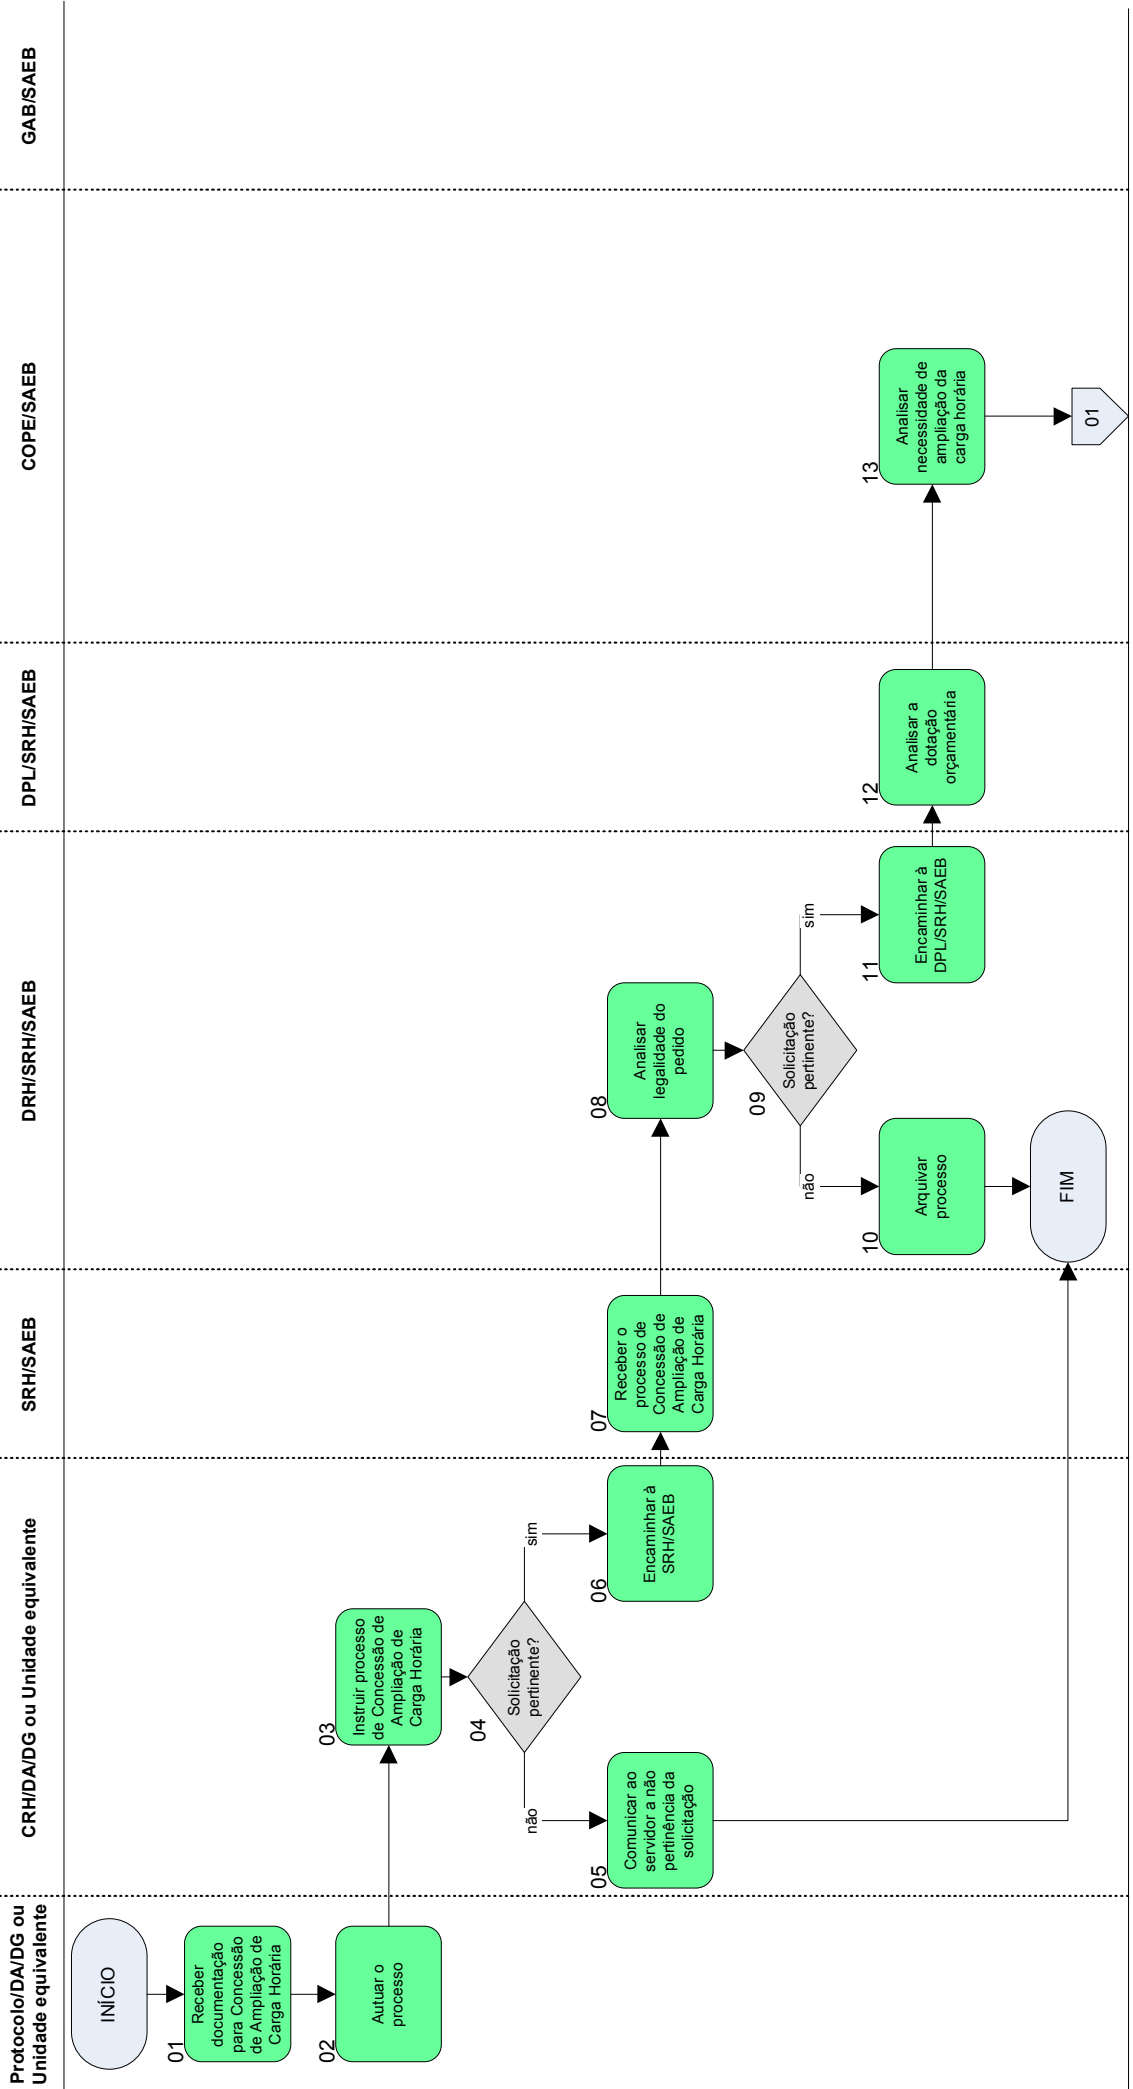 Protocolo/DA/DG ou
Unidade equivalente
CRH/DA/DG ou Unidade equivalente
SRH/SAEB
DRH/SRH/SAEB
DPL/SRH/SAEB
COPE/SAEB
GAB/SAEB
INÍCIO
01
Receber
documentação
para Concessão
de Ampliação de
Carga Horária
02
Autuar o
processo
03
Instruir processo
de Concessão de
Ampliação de
Carga Horária
04
Solicitação
pertinente?
não
sim
05
Comunicar ao
servidor a não
pertinência da
solicitação
06
Encaminhar à
SRH/SAEB
07
Receber o
processo de
Concessão de
Ampliação de
Carga Horária
08
Analisar
legalidade do
pedido
09
Solicitação
pertinente?
não
sim
10
Arquivar
processo
FIM
11
Encaminhar à
DPL/SRH/SAEB
12
Analisar a
dotação
orçamentária
13
Analisar
necessidade de
ampliação da
carga horária
01